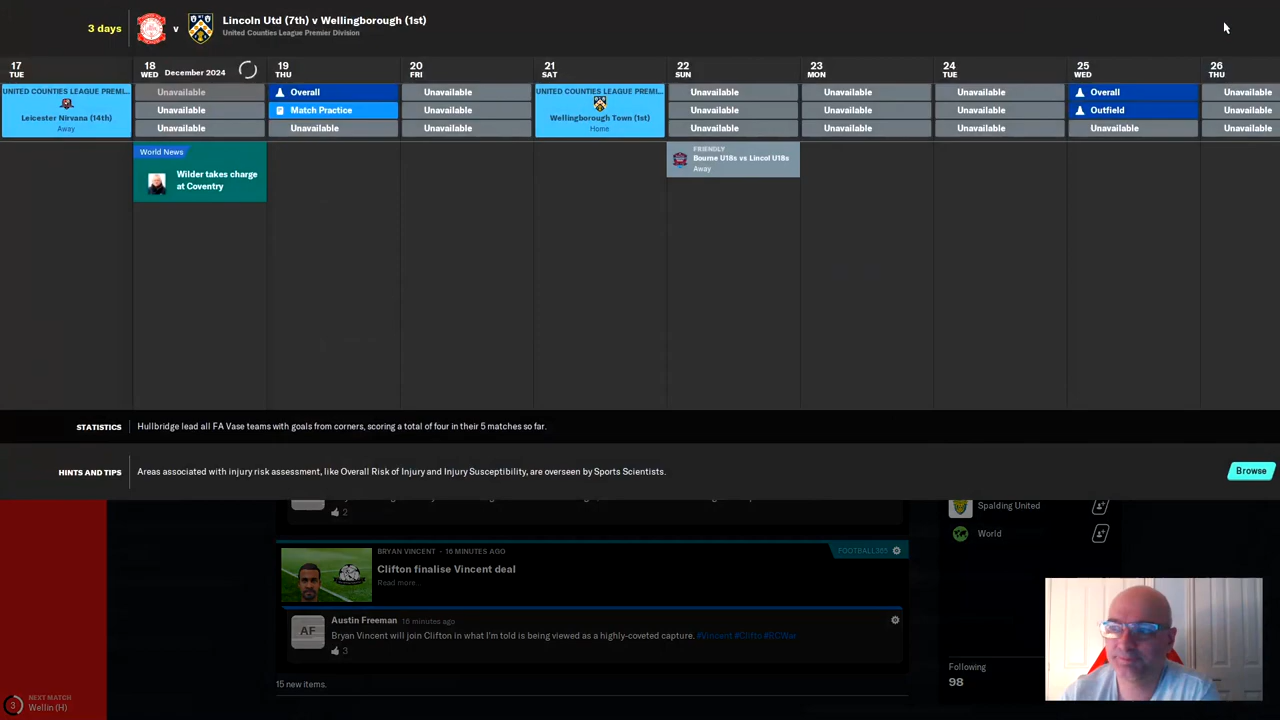 3 days
v
Lincoln Utd (7th) v Wellingborough (1st)
United Counties League Premier Division
17
TUE
18
WED December 2024
19
THU
20
FRI
21
SAT
22
SUN
23
MON
24
TUE
25
WED
26
THU
UNITED COUNTIES LEAGUE PREMI...
Leicester Nirvana (14th)
Away
Unavailable
Unavailable
Unavailable
Overall
Match Practice
Unavailable
Unavailable
Unavailable
Unavailable
UNITED COUNTIES LEAGUE PREMI...
Wellingborough Town (1st)
Home
Unavailable
Unavailable
Unavailable
Unavailable
Unavailable
Unavailable
Unavailable
Unavailable
Unavailable
Overall
Outfield
Unavailable
Unavailable
Unavailable
Unavailable
World News
Wilder takes charge
at Coventry
FRIENDLY
Bourne U18s vs Lincol U18s
Away
STATISTICS Hullbridge lead all FA Vase teams with goals from corners, scoring a total of four in their 5 matches so far.
HINTS AND TIPS Areas associated with injury risk assessment, like Overall Risk of Injury and Injury Susceptibility, are overseen by Sports Scientists.
Browse
2
Spalding United
World
BRYAN VINCENT - 16 MINUTES AGO
FOOTBALL365
Clifton finalise Vincent deal
Read more...
AF
Austin Freeman 16 minutes ago
Bryan Vincent will join Clifton in what I'm told is being viewed as a highly-coveted capture. #Vincent #Clifto #RCWar
3
15 new items.
Following
98
3
NEXT MATCH
Wellin (H)